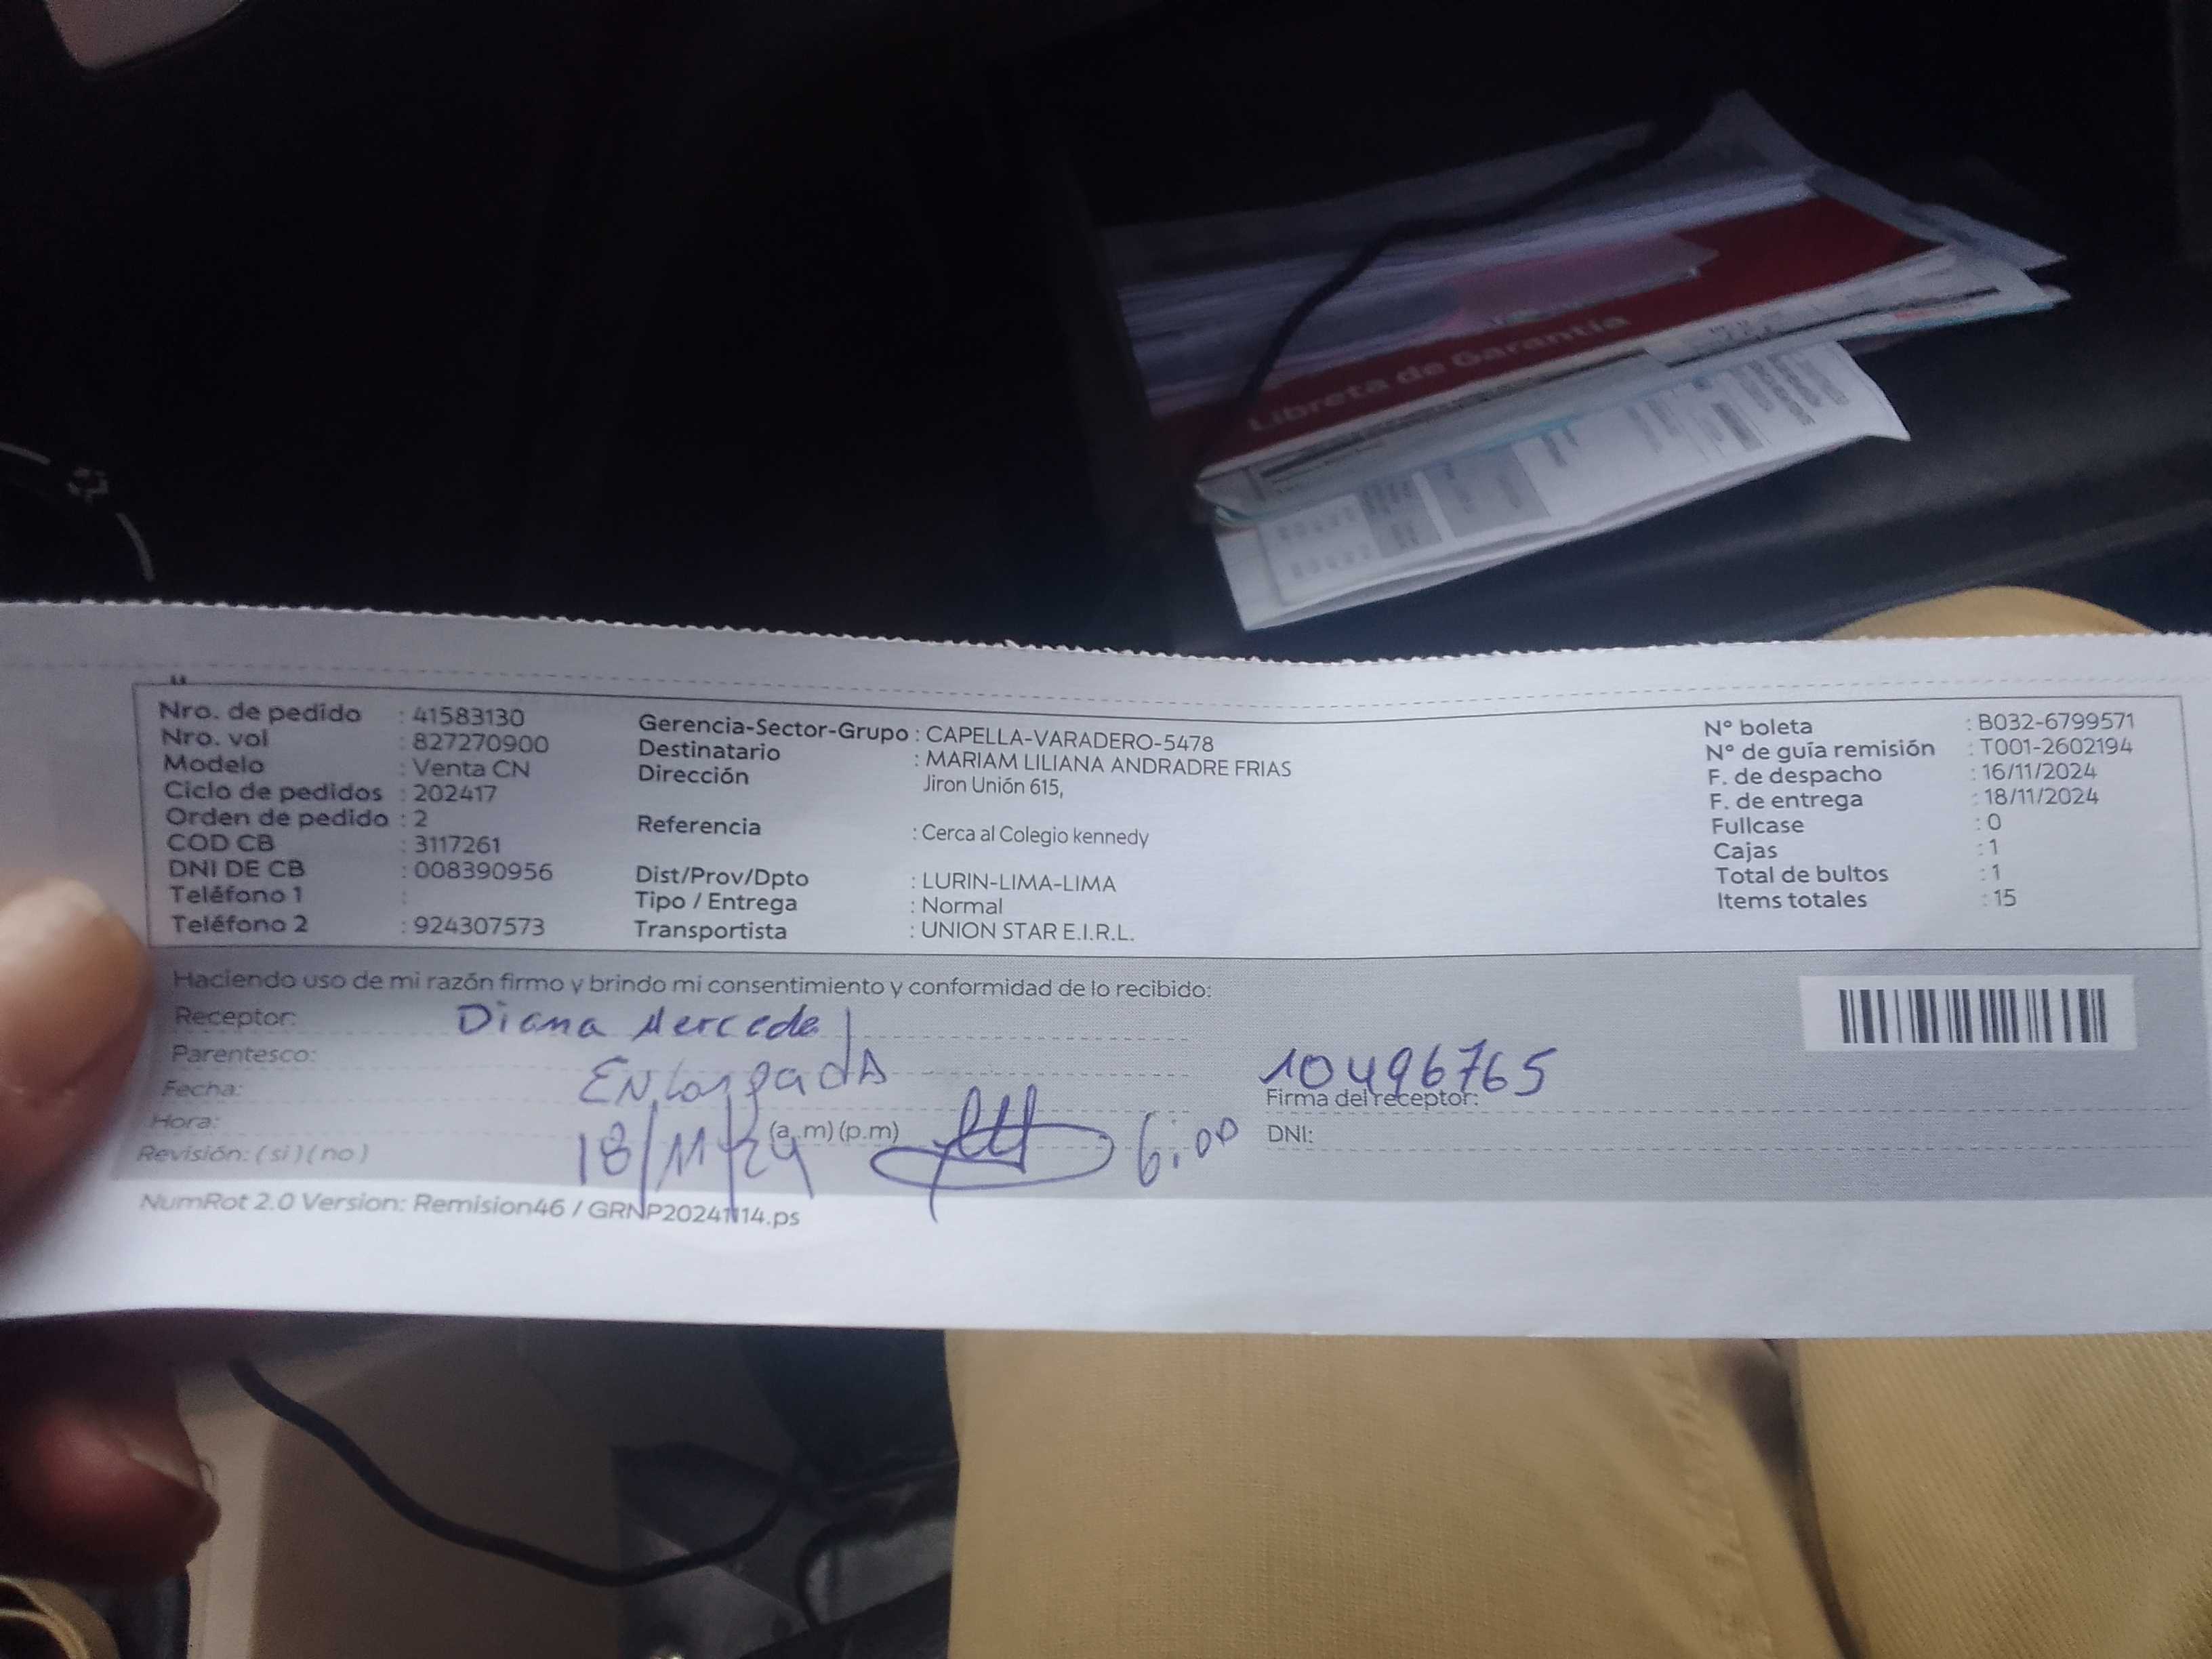 Libreta de Garantía
Nro. de pedido : 41583130
Nro. vol : 827270900
Modelo : Venta CN
Ciclo de pedidos : 202417
Orden de pedido : 2
COD CB : 3117261
DNI DE CB : 008390956
Teléfono 1 :
Teléfono 2 : 924307573
Gerencia-Sector-Grupo : CAPELLA-VARADERO-5478
Destinatario : MARIAM LILIANA ANDRADRE FRIAS
Dirección Jiron Unión 615,
Referencia : Cerca al Colegio kennedy
Dist/Prov/Dpto : LURIN-LIMA-LIMA
Tipo / Entrega : Normal
Transportista : UNION STAR E.I.R.L.
N° boleta : B032-6799571
N° de guía remisión : T001-2602194
F. de despacho : 16/11/2024
F. de entrega : 18/11/2024
Fullcase : 0
Cajas : 1
Total de bultos : 1
Items totales : 15
Haciendo uso de mi razón firmo y brindo mi consentimiento y conformidad de lo recibido:
Receptor: Diana Mercede
Parentesco: ENcargadA
Fecha: 18/11/24
Hora: (a.m) (p.m) 6:00
Revisión: ( si ) ( no )
10496765
Firma del receptor:
DNI:
NumRot 2.0 Version: Remision46 / GRNP20241114.ps